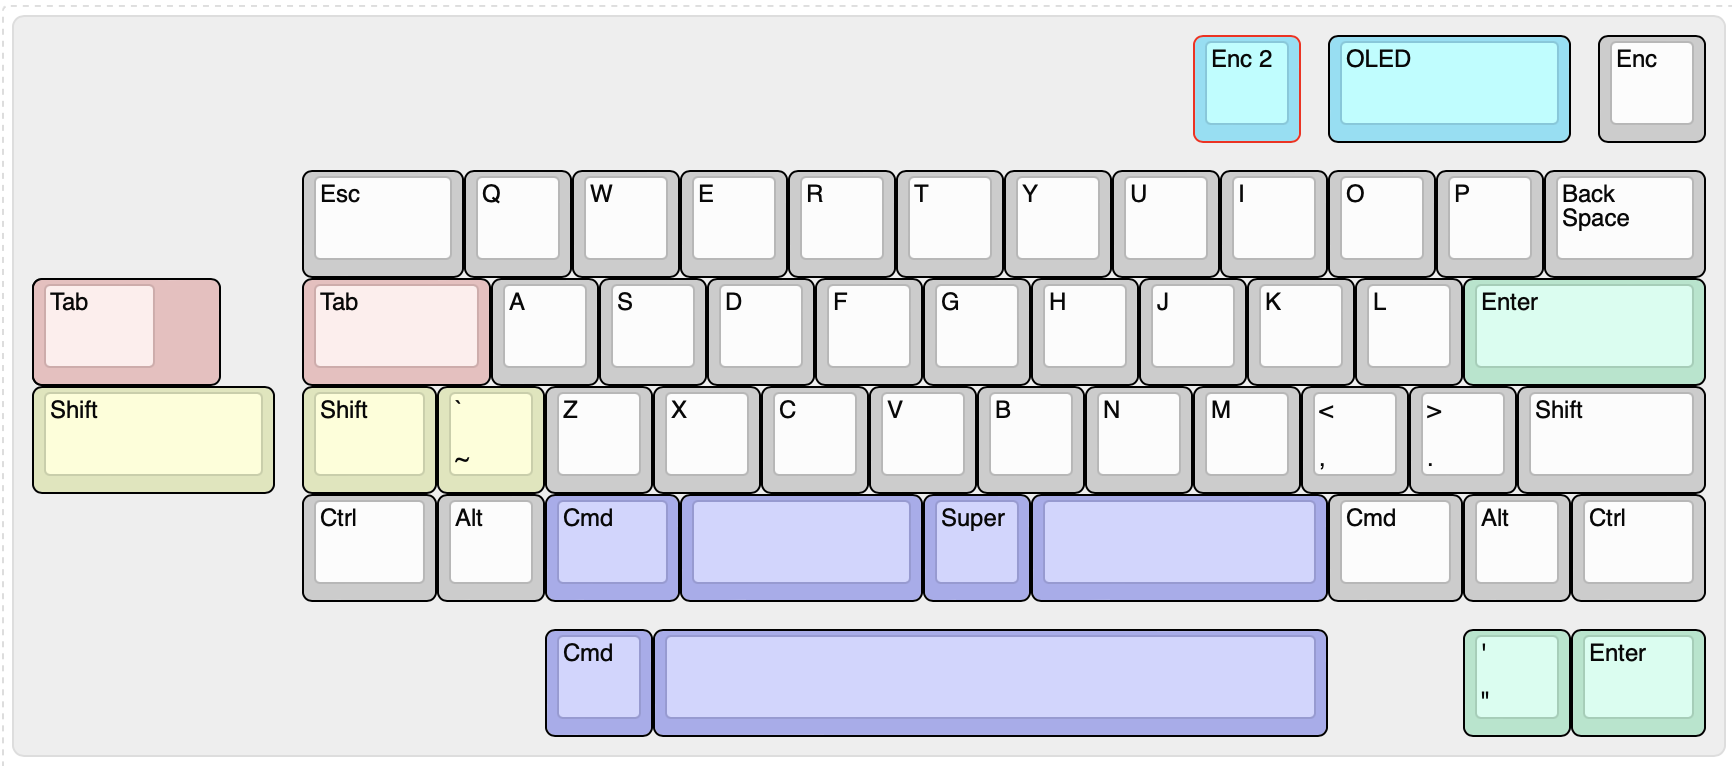 Enc 2
OLED
Enc
Esc
Q
W
E
R
T
Y
U
I
O
P
Back
Space
Tab
Tab
A
S
D
F
G
H
J
K
L
Enter
Shift
Shift
`
~
Z
X
C
V
B
N
M
<
,
>
.
Shift
Ctrl
Alt
Cmd
Super
Cmd
Alt
Ctrl
Cmd
'
"
Enter